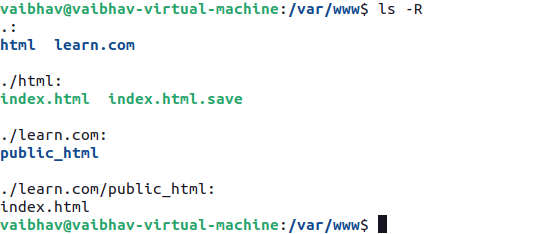 vaibhav@vaibhav-virtual-machine:/var/www$ ls -R
.:
html  learn.com

./html:
index.html  index.html.save

./learn.com:
public_html

./learn.com/public_html:
index.html
vaibhav@vaibhav-virtual-machine:/var/www$